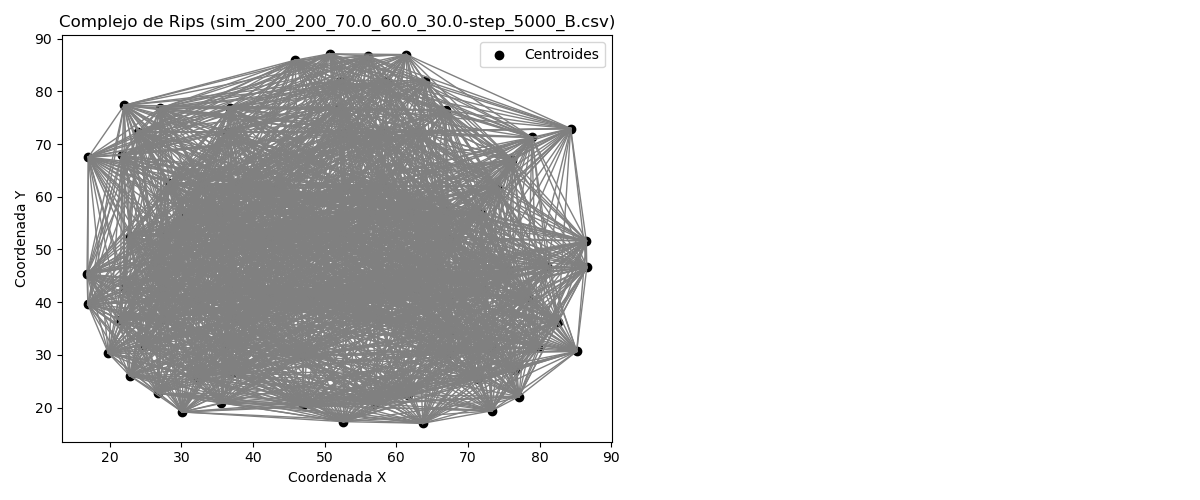 Complejo de Rips (sim_200_200_70.0_60.0_30.0-step_5000_B.csv)
Centroides
Coordenada Y
90
80
70
60
50
40
30
20
20 30 40 50 60 70 80 90
Coordenada X